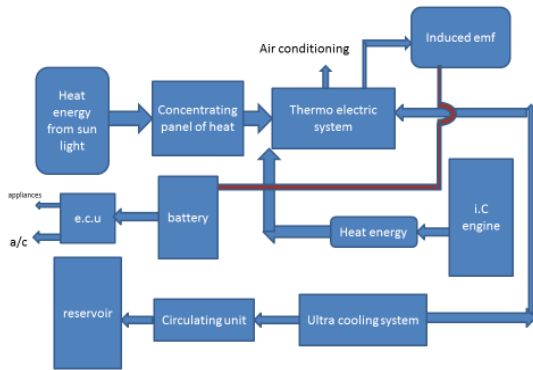 Air conditioning
Induced emf
Heat
energy
from sun
light
Concentrating
panel of heat
Thermo electric
system
appliances
a/c
e.c.u
battery
Heat energy
i.C
engine
reservoir
Circulating unit
Ultra cooling system